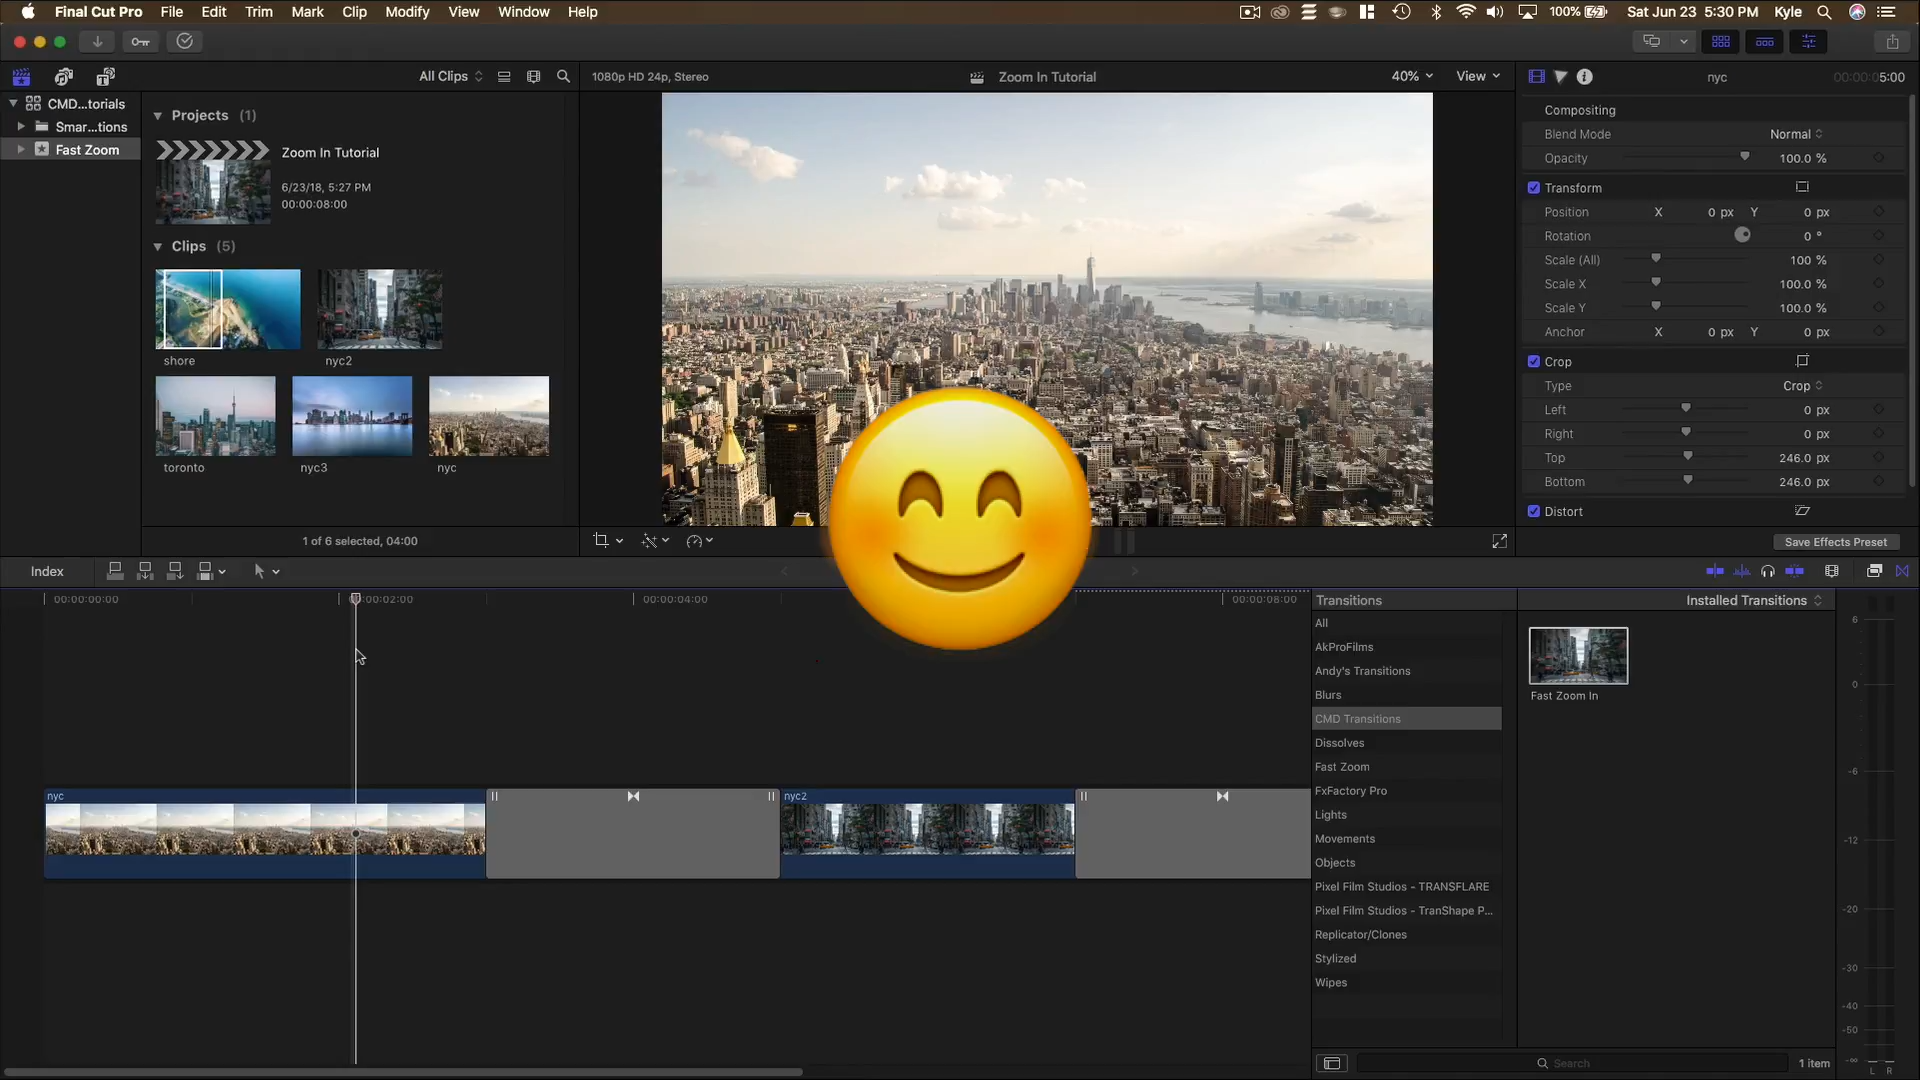 Final Cut Pro File Edit Trim Mark Clip Modify View Window Help 100% Sat Jun 23 5:30 PM Kyle
All Clips 1080p HD 24p, Stereo Zoom In Tutorial 40% View nyc 00:00:05:00
CMD...torials
Smar...tions
Fast Zoom
Projects (1)
Zoom In Tutorial
6/23/18, 5:27 PM
00:00:08:00
Clips (5)
shore nyc2
toronto nyc3 nyc
1 of 6 selected, 04:00
Compositing
Blend Mode Normal
Opacity 100.0 %
Transform
Position X 0 px Y 0 px
Rotation 0 °
Scale (All) 100 %
Scale X 100.0 %
Scale Y 100.0 %
Anchor X 0 px Y 0 px
Crop
Type Crop
Left 0 px
Right 0 px
Top 246.0 px
Bottom 246.0 px
Distort
Save Effects Preset
Index
00:00:00:00 00:00:02:00 00:00:04:00 00:00:08:00
nyc nyc2
Transitions Installed Transitions
All
AkProFilms
Andy's Transitions
Blurs
CMD Transitions
Dissolves
Fast Zoom
FxFactory Pro
Lights
Movements
Objects
Pixel Film Studios - TRANSFLARE
Pixel Film Studios - TranShape P...
Replicator/Clones
Stylized
Wipes
Fast Zoom In
Search 1 item
6
0
-6
-12
-20
-30
-40
-50
-∞
L R